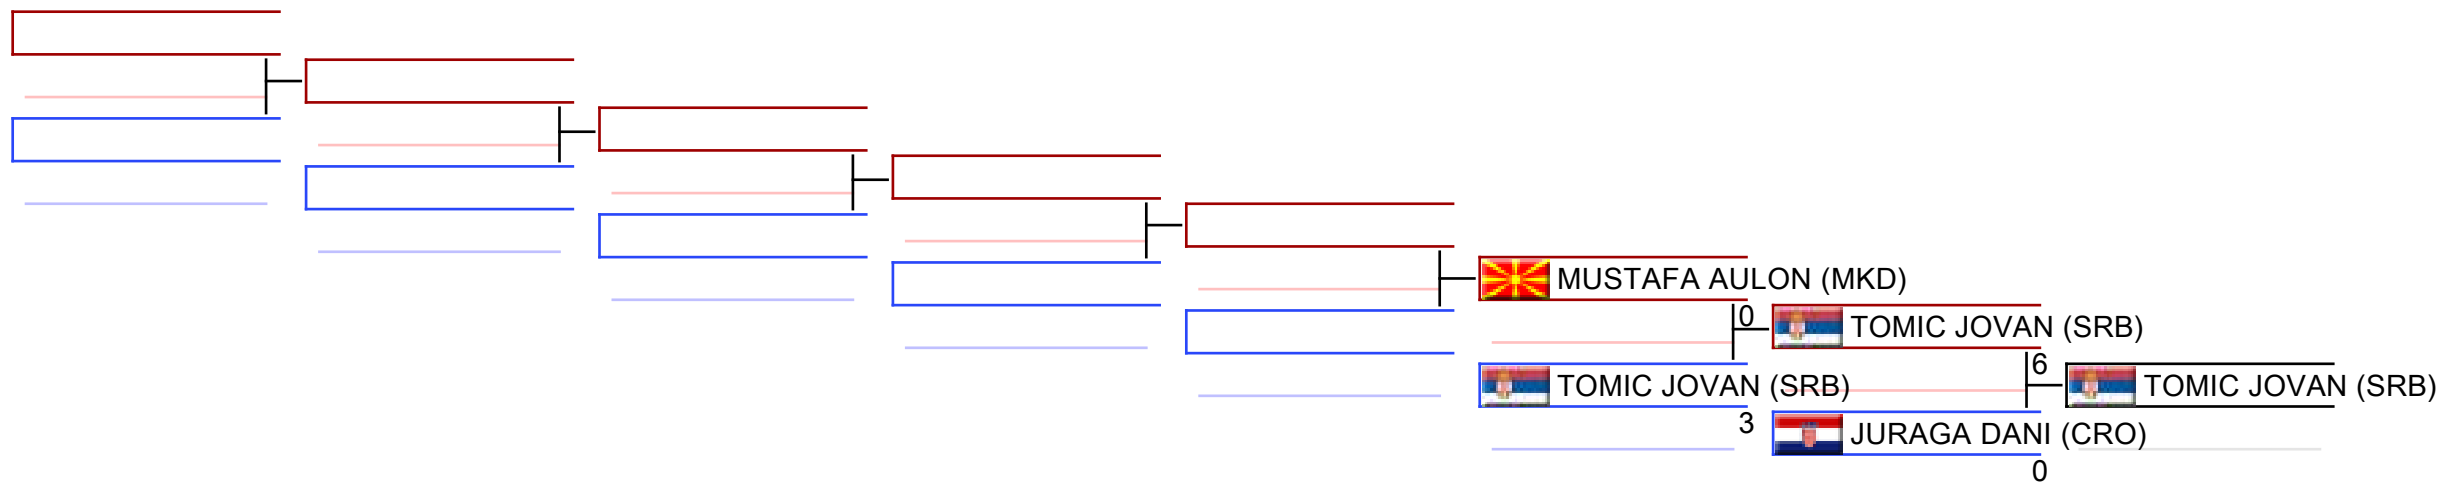 MUSTAFA AULON (MKD)
0
TOMIC JOVAN (SRB)
3
TOMIC JOVAN (SRB)
6
JURAGA DANI (CRO)
0
TOMIC JOVAN (SRB)